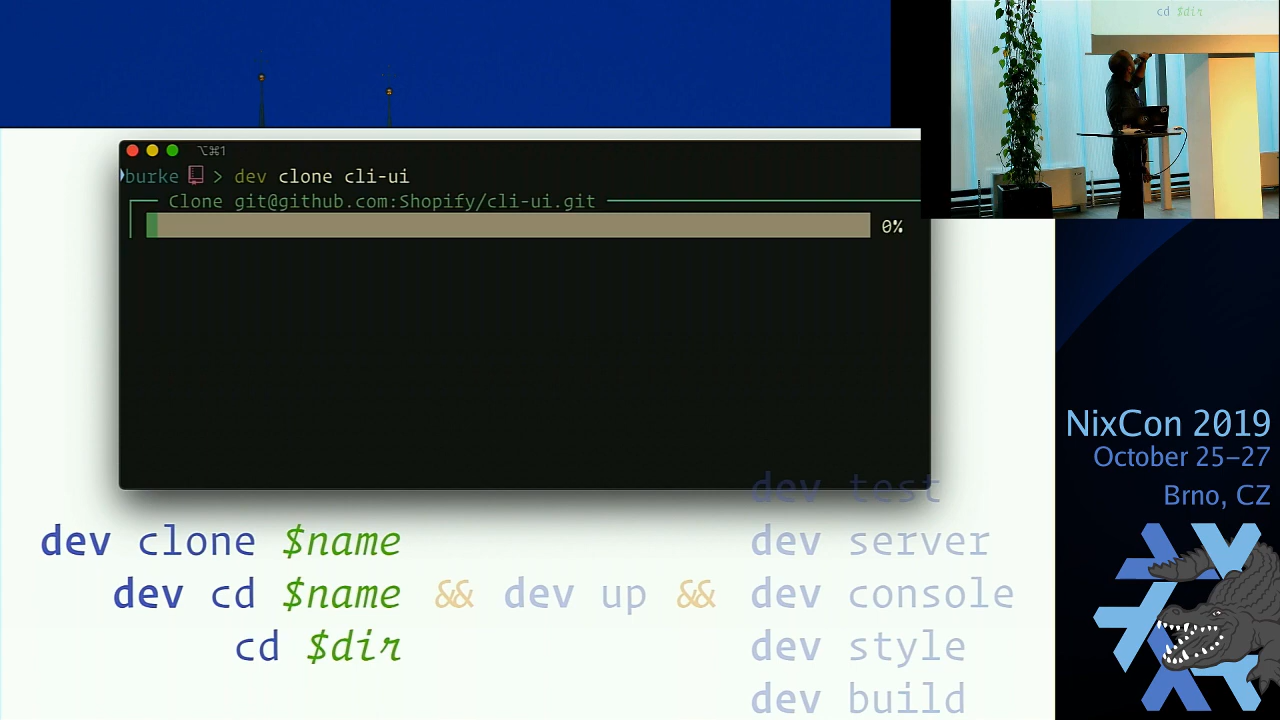 cd $dir
⌥⌘1
burke > dev clone cli-ui
Clone git@github.com:Shopify/cli-ui.git
0%
dev test
dev clone $name dev server
dev cd $name && dev up && dev console
cd $dir dev style
dev build
NixCon 2019
October 25–27
Brno, CZ